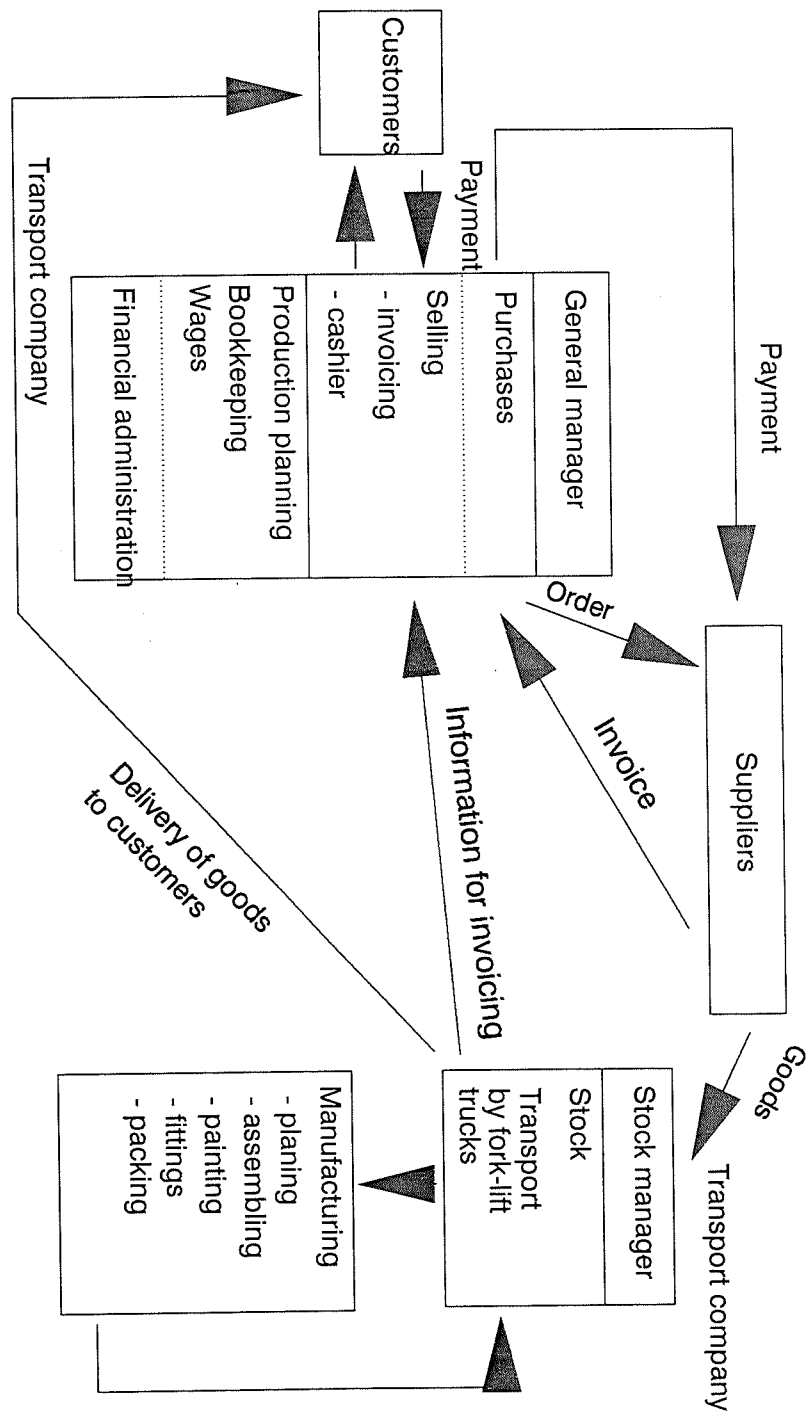 Payment
Suppliers
Goods
Transport company
General manager
Purchases
Selling
- invoicing
- cashier
Production planning
Bookkeeping
Wages
Financial administration
Order
Invoice
Information for invoicing
Stock manager
Stock
Transport
by fork-lift
trucks
Customers
Payment
Delivery of goods
to customers
Manufacturing
- planing
- assembling
- painting
- fittings
- packing
Transport company